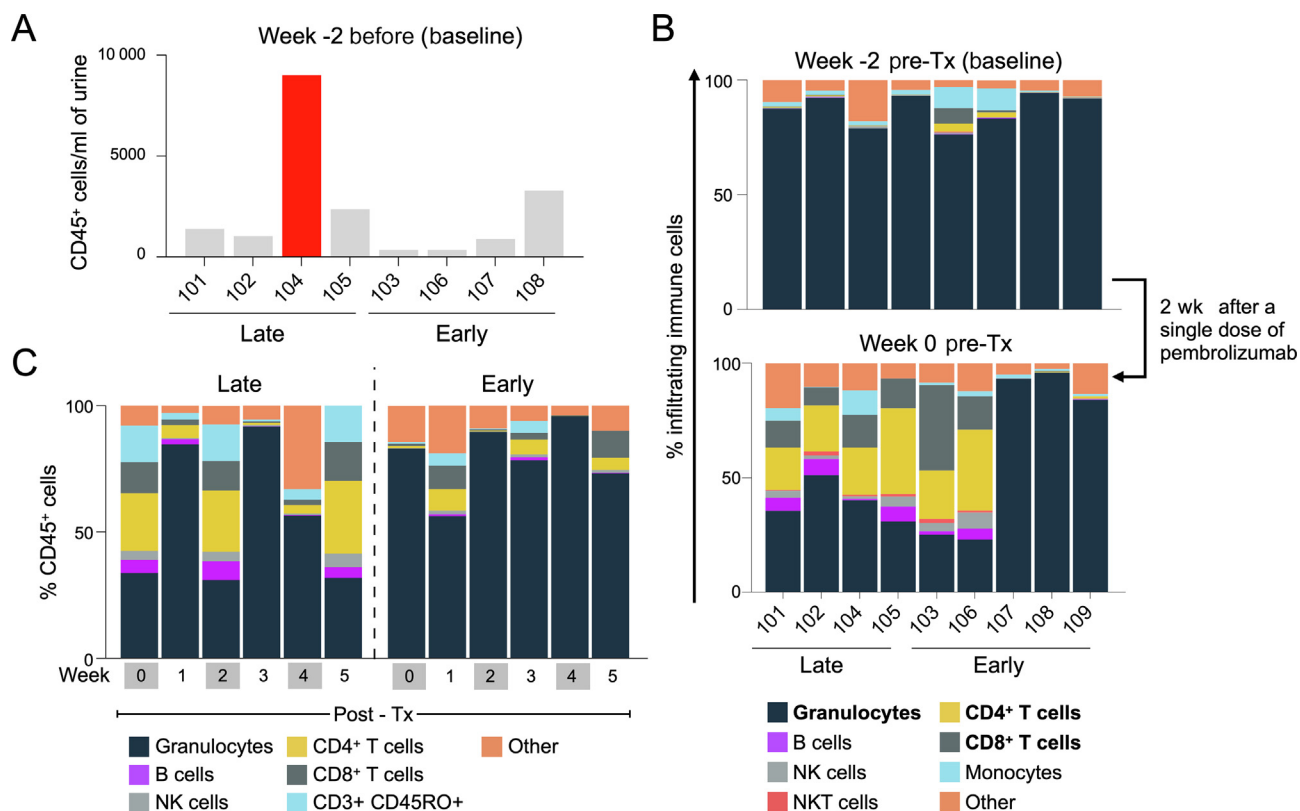 A
Week -2 before (baseline)
CD45+ cells/ml of urine
10 000
5000
0
101 102 104 105 103 106 107 108
Late Early
B
Week -2 pre-Tx (baseline)
100
50
0
% infiltrating immune cells
2 wk after a
single dose of
pembrolizumab
Week 0 pre-Tx
100
50
0
101 102 104 105 103 106 107 108 109
Late Early
Granulocytes CD4+ T cells
B cells CD8+ T cells
NK cells Monocytes
NKT cells Other
C
Late Early
% CD45+ cells
100
50
0
Week 0 1 2 3 4 5 0 1 2 3 4 5
Post - Tx
Granulocytes CD4+ T cells Other
B cells CD8+ T cells
NK cells CD3+ CD45RO+